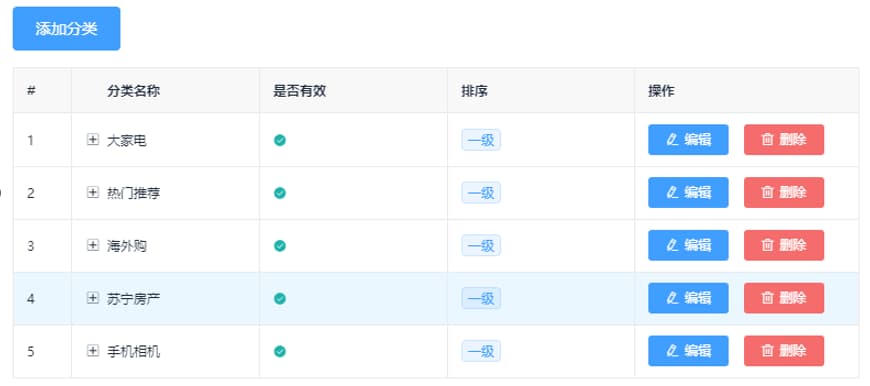 添加分类
# 分类名称 是否有效 排序 操作
1 大家电 一级 编辑 删除
2 热门推荐 一级 编辑 删除
3 海外购 一级 编辑 删除
4 苏宁房产 一级 编辑 删除
5 手机相机 一级 编辑 删除